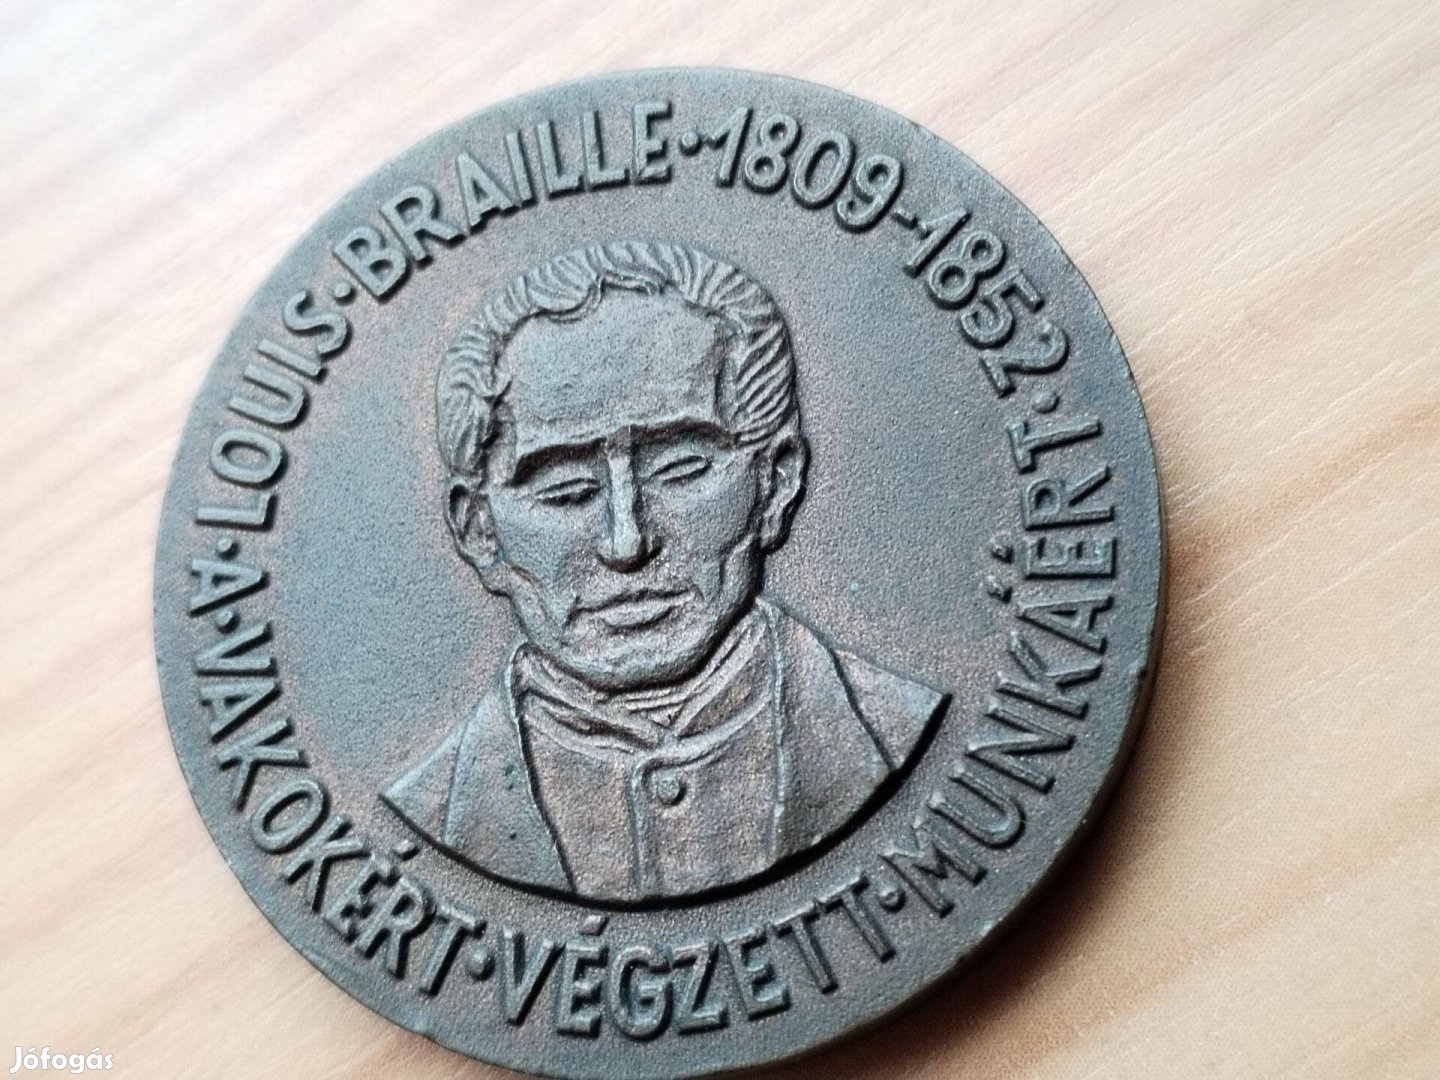 LOUIS · BRAILLE · 1809-1852 ·
A · VAKOKÉRT · VÉGZETT · MUNKÁÉRT
Jófogás